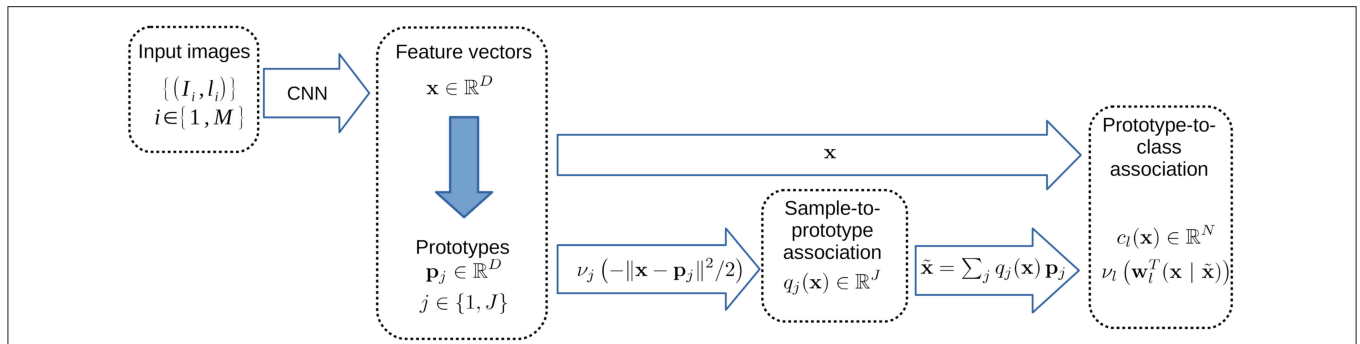 Input images
{(I_i, l_i)}
i∈{1, M}
CNN
Feature vectors
𝐱 ∈ ℝ^D
Prototypes
𝐩_j ∈ ℝ^D
j ∈ {1, J}
𝐱
ν_j (−‖𝐱 − 𝐩_j‖²/2)
Sample-to-
prototype
association
q_j(𝐱) ∈ ℝ^J
𝐱̃ = ∑_j q_j(𝐱) 𝐩_j
Prototype-to-
class
association
c_l(𝐱) ∈ ℝ^N
ν_l (𝐰_l^T(𝐱 | 𝐱̃))